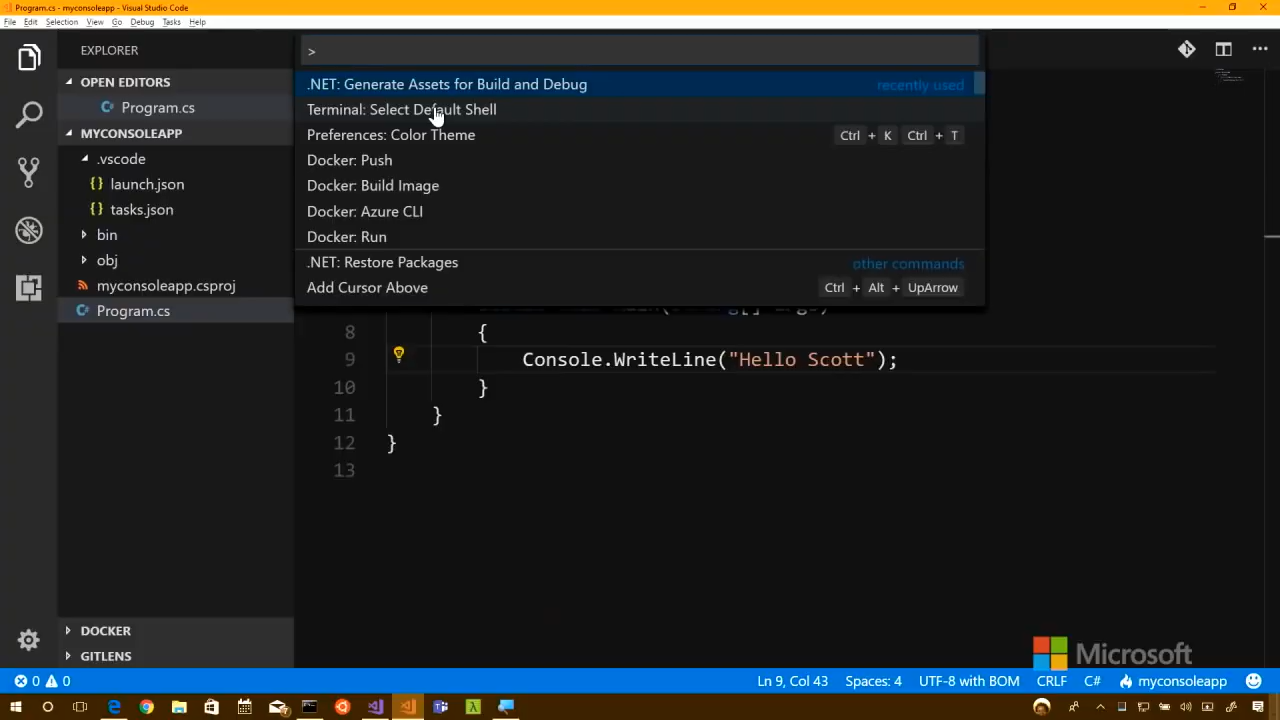 Program.cs - myconsoleapp - Visual Studio Code
File Edit Selection View Go Debug Tasks Help
EXPLORER
OPEN EDITORS
Program.cs
MYCONSOLEAPP
.vscode
launch.json
tasks.json
bin
obj
myconsoleapp.csproj
Program.cs
DOCKER
GITLENS
>
.NET: Generate Assets for Build and Debug recently used
Terminal: Select Default Shell
Preferences: Color Theme Ctrl + K Ctrl + T
Docker: Push
Docker: Build Image
Docker: Azure CLI
Docker: Run
.NET: Restore Packages other commands
Add Cursor Above Ctrl + Alt + UpArrow
8 {
9 Console.WriteLine("Hello Scott");
10 }
11 }
12 }
13
Microsoft
0 0 Ln 9, Col 43 Spaces: 4 UTF-8 with BOM CRLF C# myconsoleapp